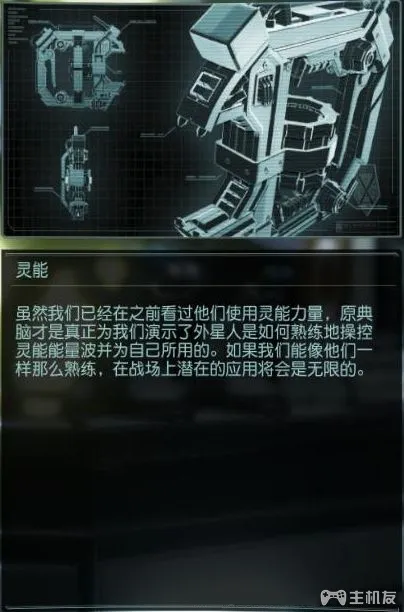 灵能
虽然我们已经在之前看过他们使用灵能力量，原典
脑才是真正为我们演示了外星人是如何熟练地操控
灵能能量波并为自己所用的。如果我们能像他们一
样那么熟练，在战场上潜在的应用将会是无限的。
主机友